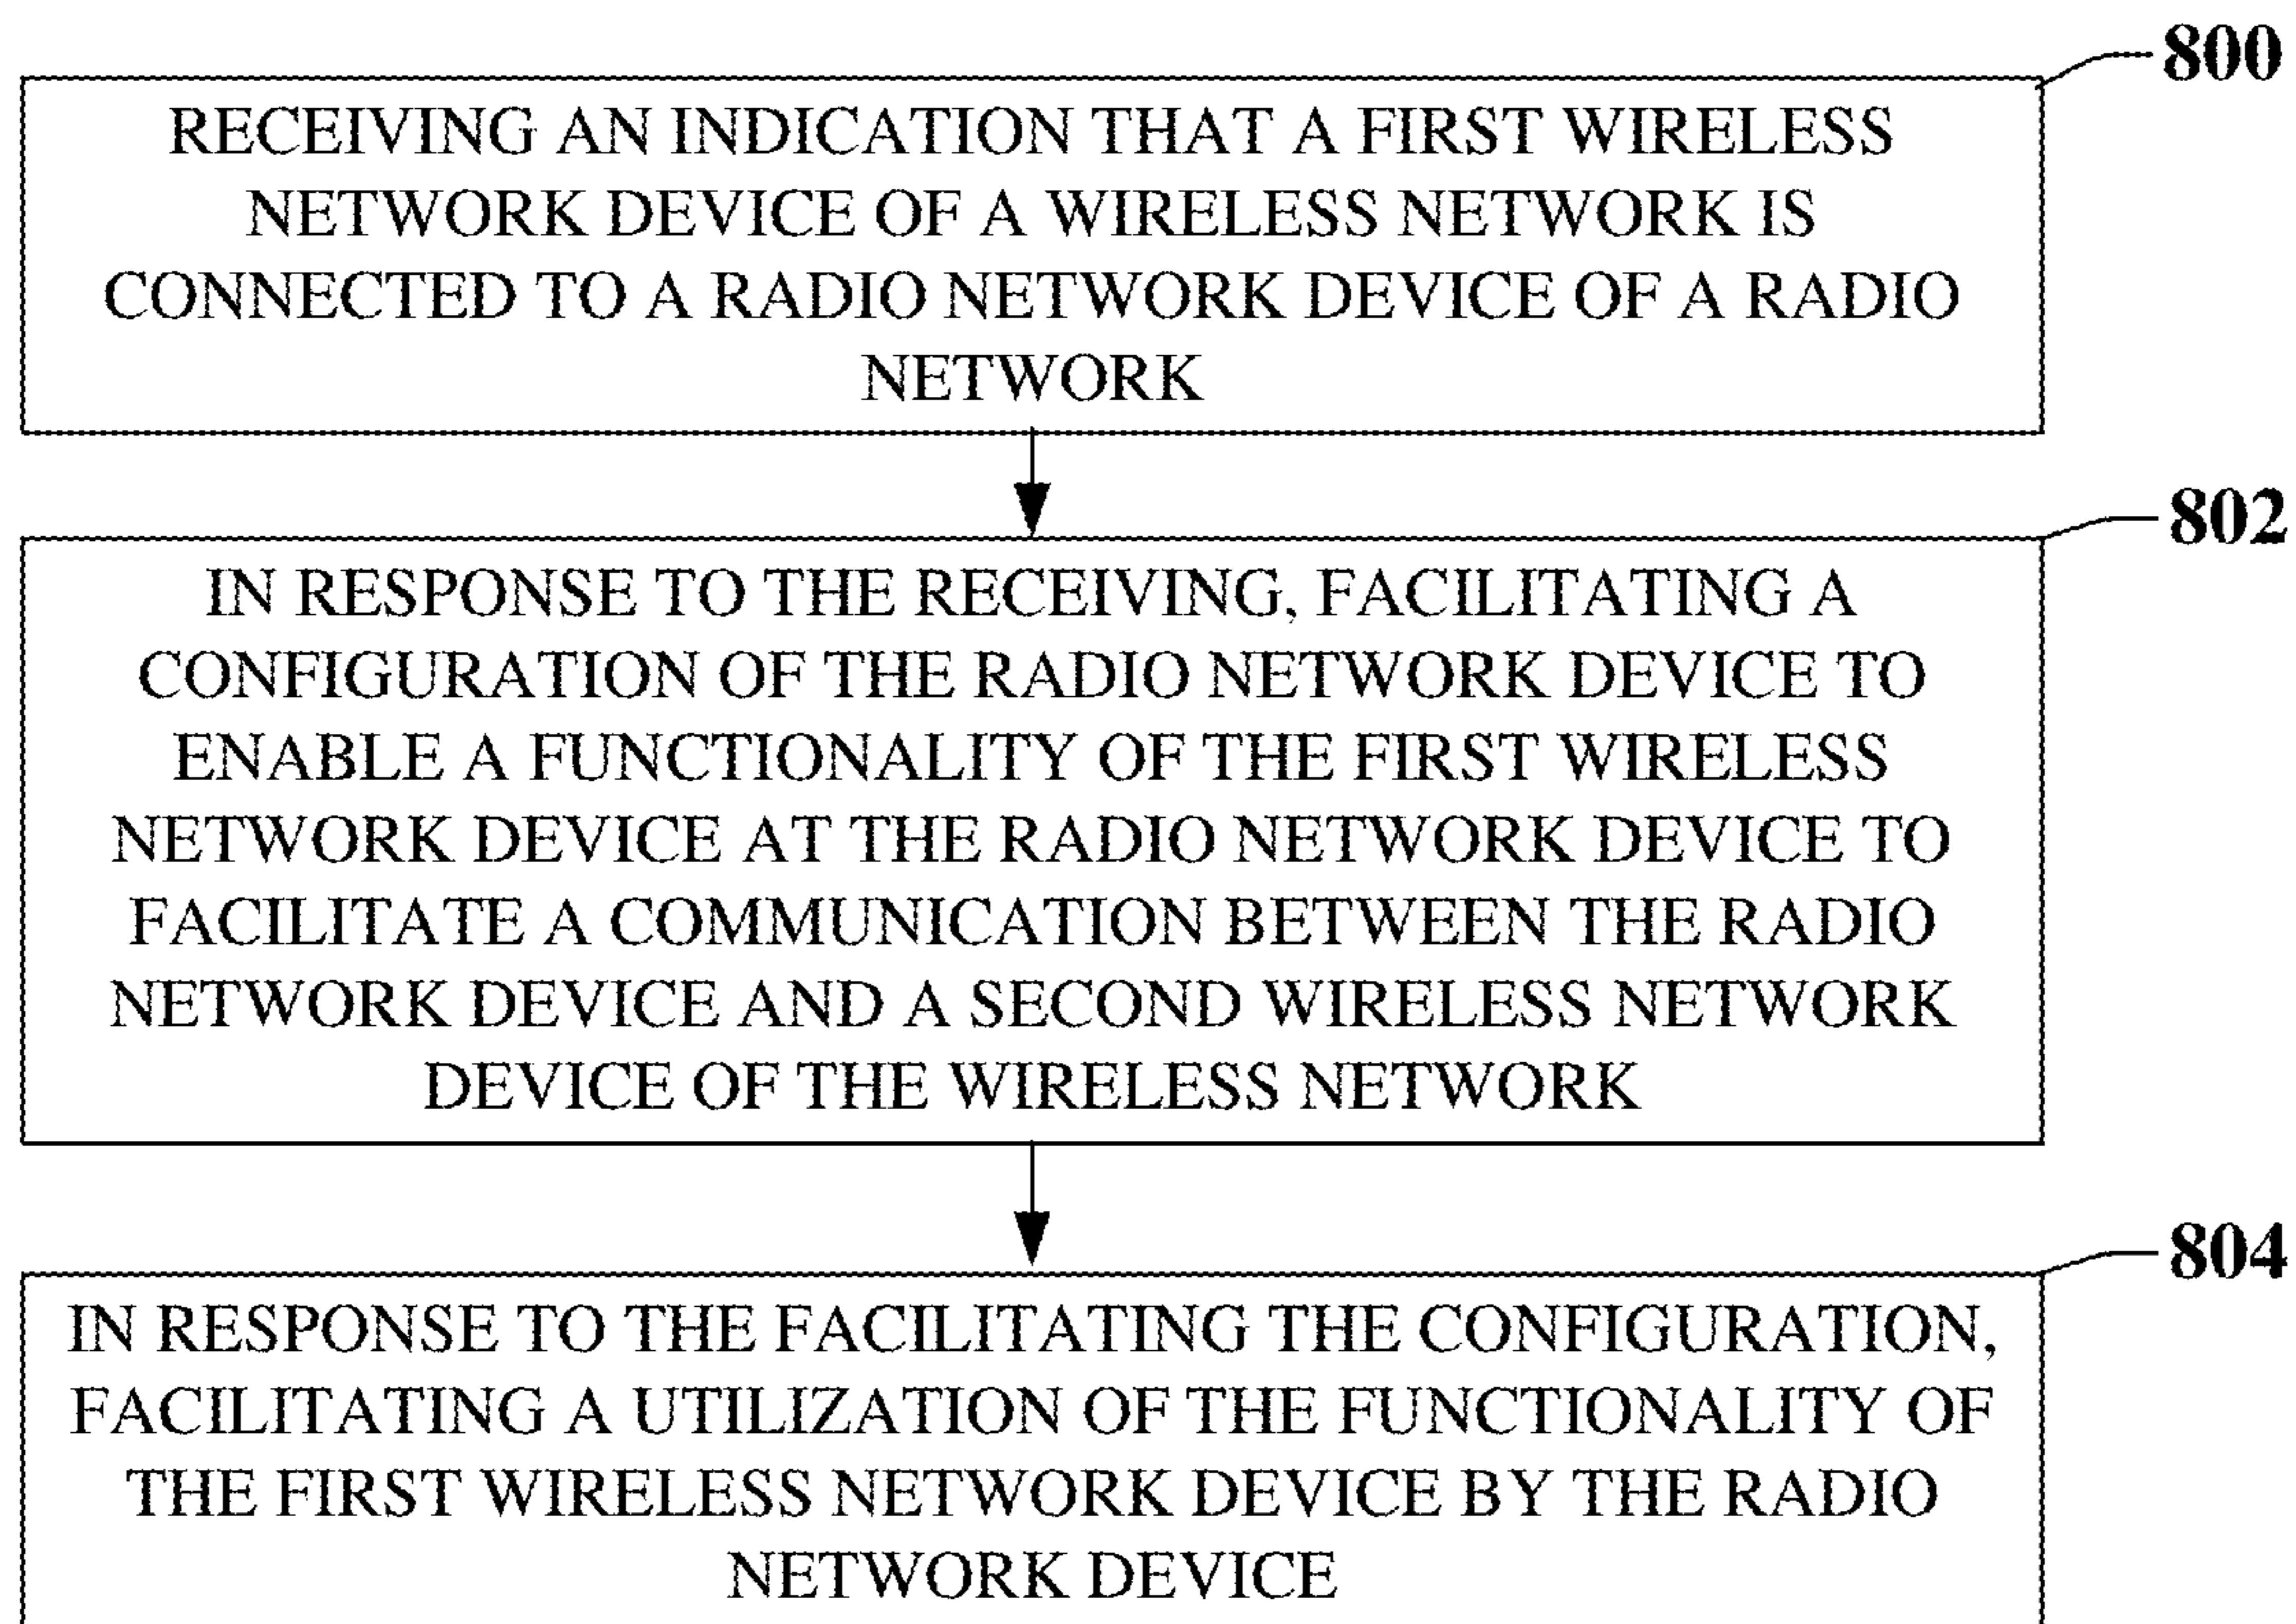 800
RECEIVING AN INDICATION THAT A FIRST WIRELESS
NETWORK DEVICE OF A WIRELESS NETWORK IS
CONNECTED TO A RADIO NETWORK DEVICE OF A RADIO
NETWORK
802
IN RESPONSE TO THE RECEIVING, FACILITATING A
CONFIGURATION OF THE RADIO NETWORK DEVICE TO
ENABLE A FUNCTIONALITY OF THE FIRST WIRELESS
NETWORK DEVICE AT THE RADIO NETWORK DEVICE TO
FACILITATE A COMMUNICATION BETWEEN THE RADIO
NETWORK DEVICE AND A SECOND WIRELESS NETWORK
DEVICE OF THE WIRELESS NETWORK
804
IN RESPONSE TO THE FACILITATING THE CONFIGURATION,
FACILITATING A UTILIZATION OF THE FUNCTIONALITY OF
THE FIRST WIRELESS NETWORK DEVICE BY THE RADIO
NETWORK DEVICE